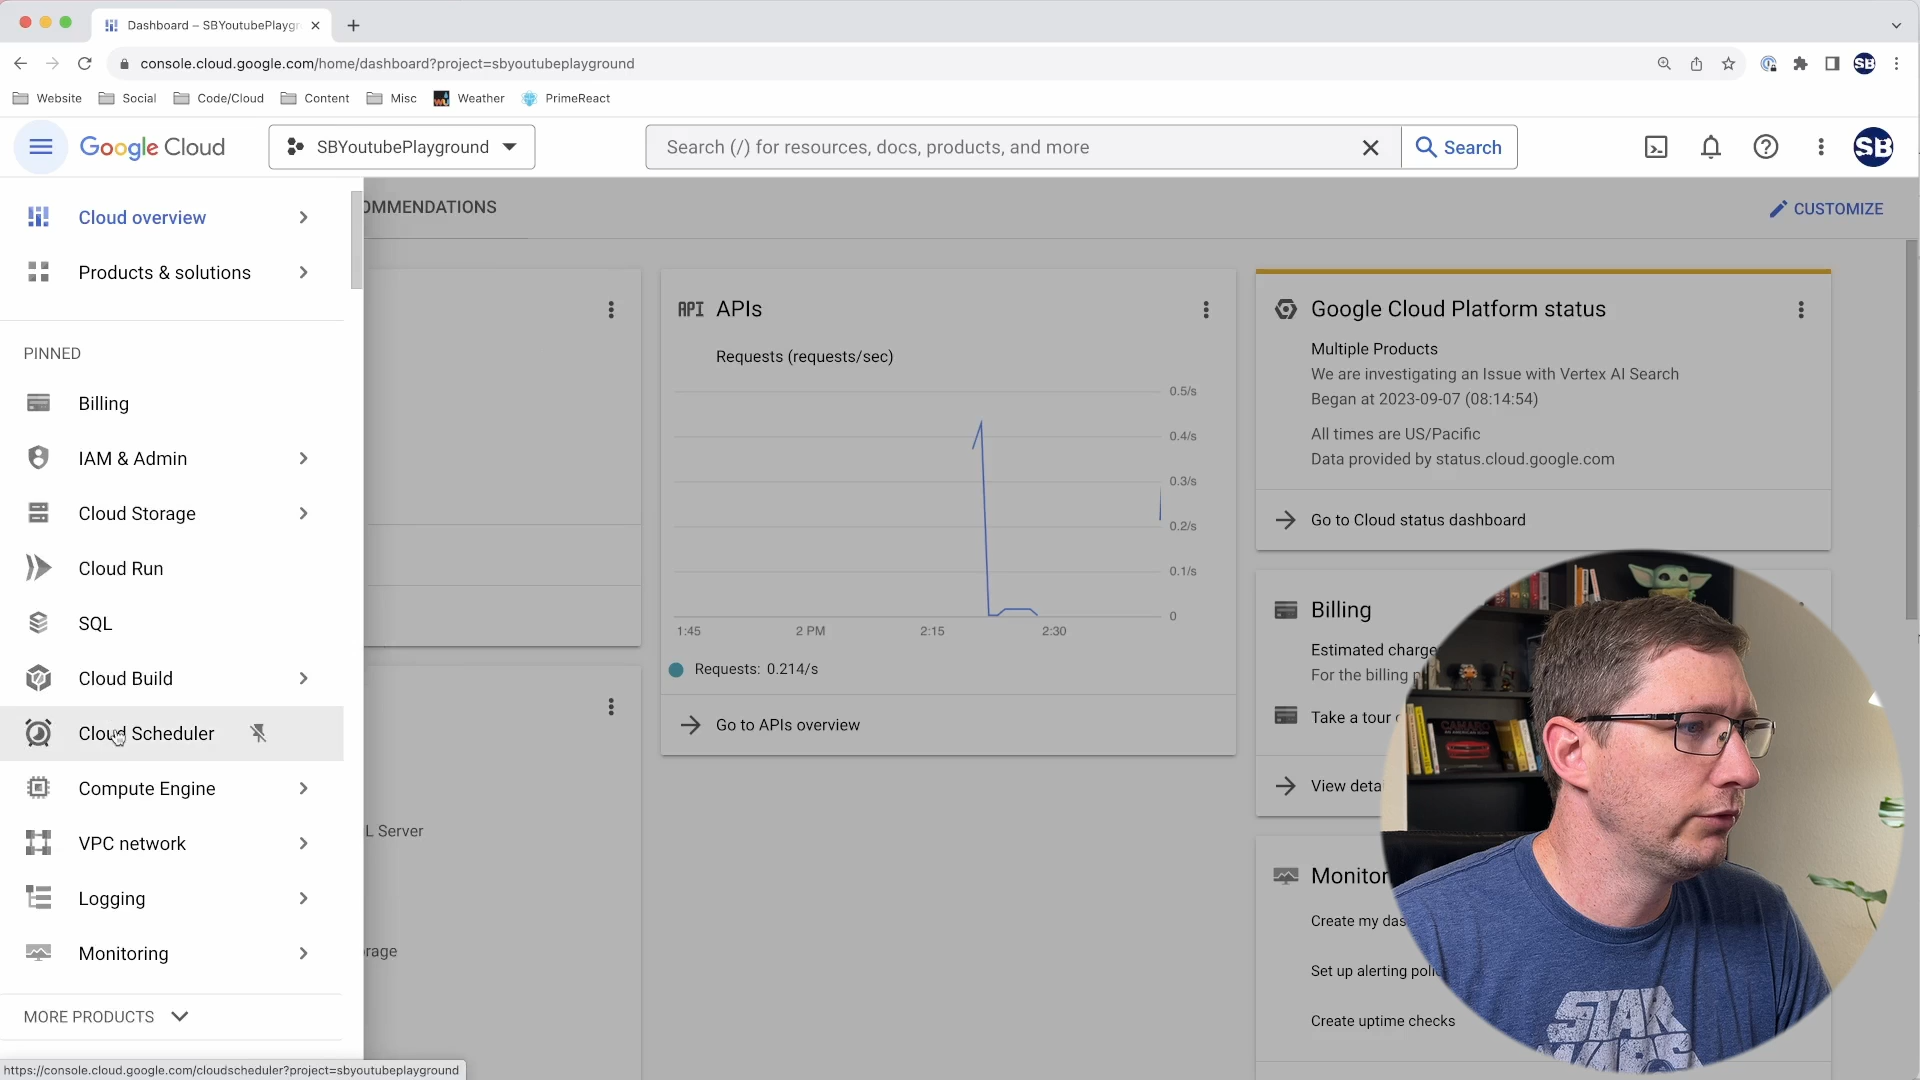 Dashboard – SBYoutubePlaygr
console.cloud.google.com/home/dashboard?project=sbyoutubeplayground
SB
Website
Social
Code/Cloud
Content
Misc
Weather
PrimeReact
Google Cloud
SBYoutubePlayground
Search (/) for resources, docs, products, and more
Search
SB
Cloud overview
Products & solutions
PINNED
Billing
IAM & Admin
Cloud Storage
Cloud Run
SQL
Cloud Build
Cloud Scheduler
Compute Engine
VPC network
Logging
Monitoring
MORE PRODUCTS
https://console.cloud.google.com/cloudscheduler?project=sbyoutubeplayground
OMMENDATIONS
CUSTOMIZE
L Server
rage
API APIs
Requests (requests/sec)
0.5/s
0.4/s
0.3/s
0.2/s
0.1/s
0
1:45
2 PM
2:15
2:30
Requests: 0.214/s
Go to APIs overview
Google Cloud Platform status
Multiple Products
We are investigating an Issue with Vertex AI Search
Began at 2023-09-07 (08:14:54)
All times are US/Pacific
Data provided by status.cloud.google.com
Go to Cloud status dashboard
Billing
Estimated charge
For the billing
Take a tour
View deta
Monitor
Create my das
Set up alerting poli
Create uptime checks
CAMARO
STAR